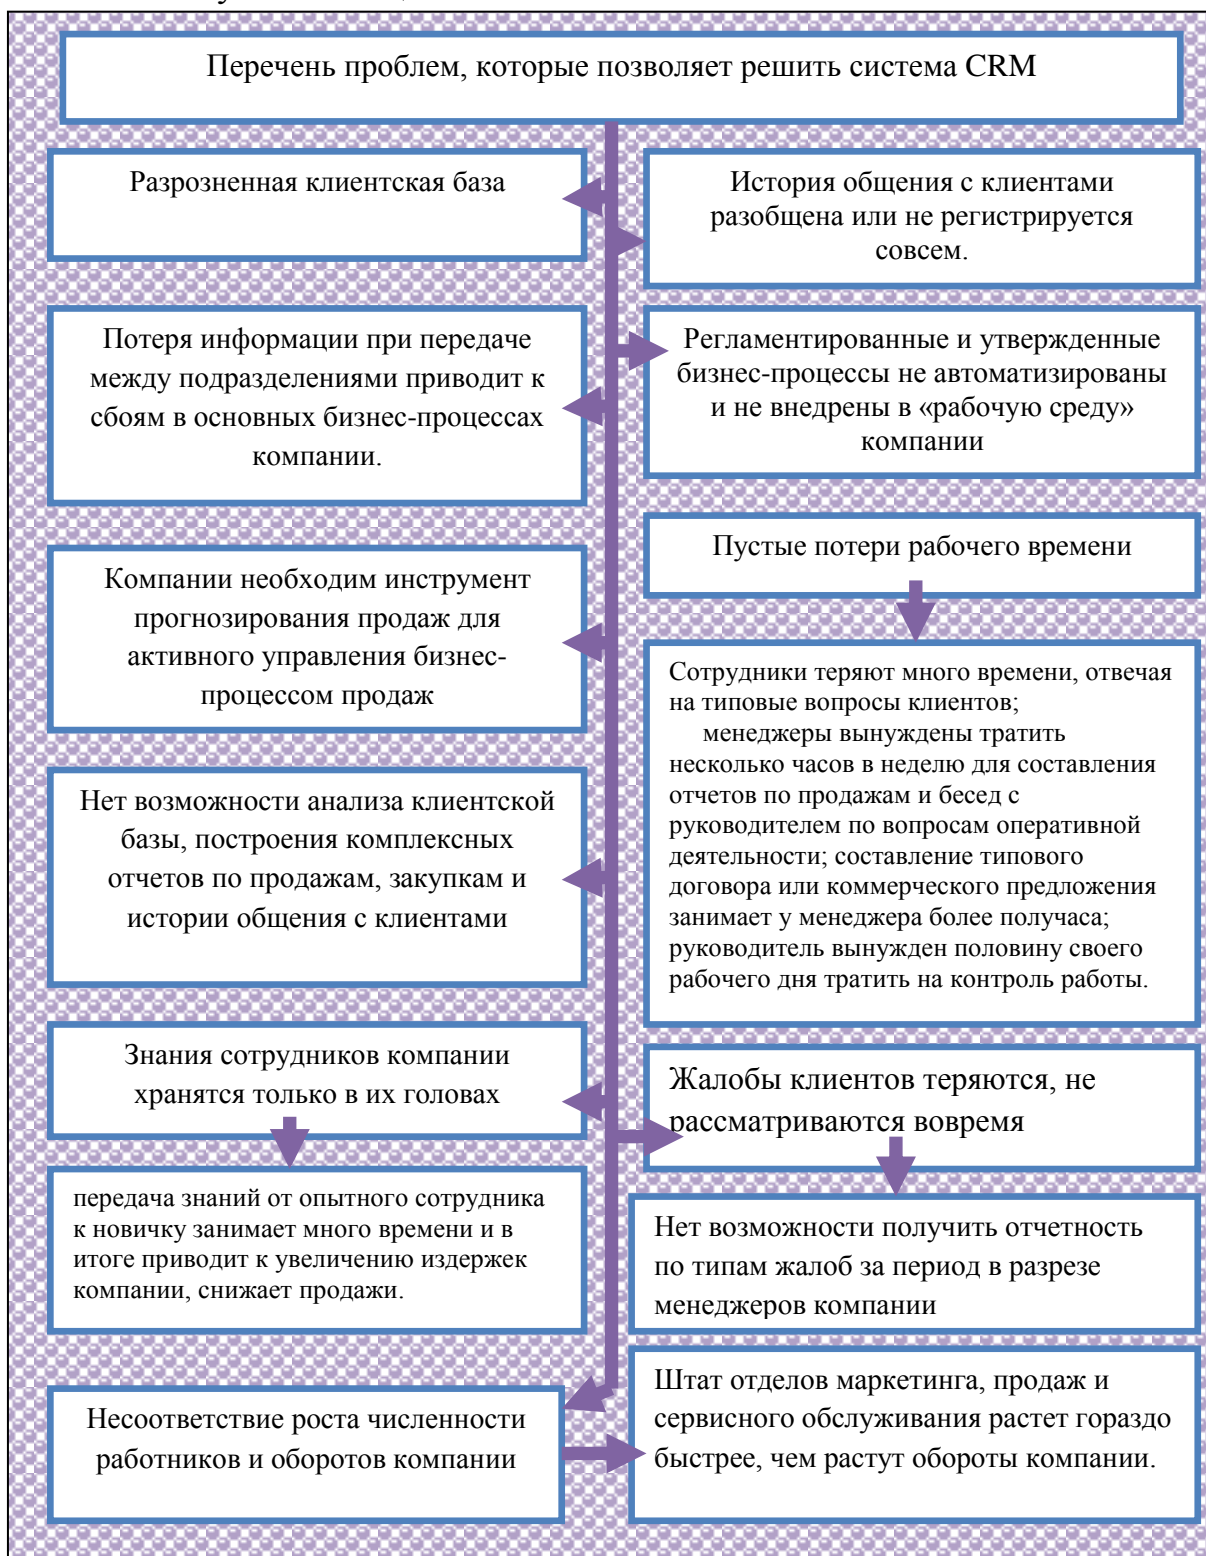 Перечень проблем, которые позволяет решить система CRM
Разрозненная клиентская база
История общения с клиентами
разобщена или не регистрируется
совсем.
Потеря информации при передаче
между подразделениями приводит к
сбоям в основных бизнес-процессах
компании.
Регламентированные и утвержденные
бизнес-процессы не автоматизированы
и не внедрены в «рабочую среду»
компании
Пустые потери рабочего времени
Компании необходим инструмент
прогнозирования продаж для
активного управления бизнес-
процессом продаж
Сотрудники теряют много времени, отвечая
на типовые вопросы клиентов;
менеджеры вынуждены тратить
несколько часов в неделю для составления
отчетов по продажам и бесед с
руководителем по вопросам оперативной
деятельности; составление типового
договора или коммерческого предложения
занимает у менеджера более получаса;
руководитель вынужден половину своего
рабочего дня тратить на контроль работы.
Нет возможности анализа клиентской
базы, построения комплексных
отчетов по продажам, закупкам и
истории общения с клиентами
Знания сотрудников компании
хранятся только в их головах
Жалобы клиентов теряются, не
рассматриваются вовремя
передача знаний от опытного сотрудника
к новичку занимает много времени и в
итоге приводит к увеличению издержек
компании, снижает продажи.
Нет возможности получить отчетность
по типам жалоб за период в разрезе
менеджеров компании
Несоответствие роста численности
работников и оборотов компании
Штат отделов маркетинга, продаж и
сервисного обслуживания растет гораздо
быстрее, чем растут обороты компании.